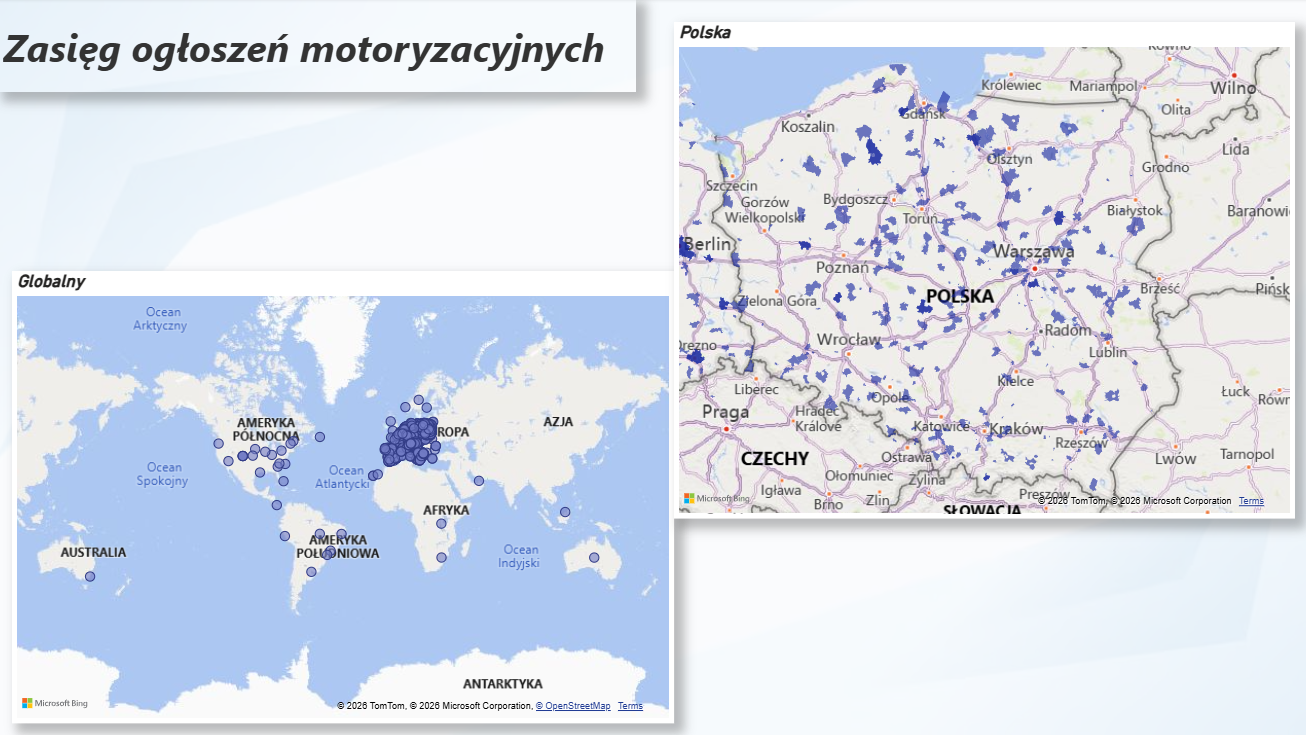 Zasięg ogłoszeń motoryzacyjnych
Globalny
Ocean
Arktyczny
AMERYKA
PÓŁNOCNA
ROPA
AZJA
Ocean
Spokojny
Ocean
Atlantycki
AFRYKA
AUSTRALIA
AMERYKA
POŁUDNIOWA
Ocean
Indyjski
ANTARKTYKA
Microsoft Bing
© 2026 TomTom, © 2026 Microsoft Corporation, © OpenStreetMap Terms
Polska
Królewiec
Mariampol
Wilno
Olita
Gdańsk
Koszalin
Lida
Olsztyn
Grodno
Szczecin
Gorzów
Wielkopolski
Bydgoszcz
Toruń
Białystok
Baranowi
Berlin
Warszawa
Poznań
Brześć
Pińsk
Zielona Góra
POLSKA
Radom
Wrocław
Drezno
Lublin
Liberec
Kielce
Opole
Łuck
Równ
Praga
Hradec
Králové
Katowice
Kraków
Rzeszów
CZECHY
Ostrawa
Lwów
Tarnopol
Ołomuniec
Żylina
Igława
Brno
Zlin
Preszów
SŁOWACJA
Microsoft Bing
© 2026 TomTom, © 2026 Microsoft Corporation Terms